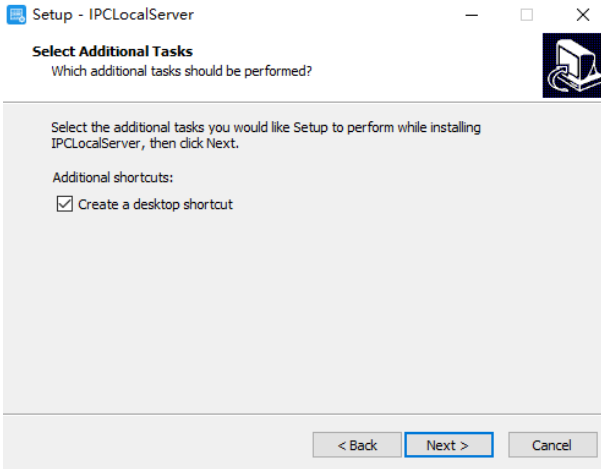 Setup - IPCLocalServer
Select Additional Tasks
Which additional tasks should be performed?
Select the additional tasks you would like Setup to perform while installing
IPCLocalServer, then click Next.
Additional shortcuts:
Create a desktop shortcut
< Back
Next >
Cancel